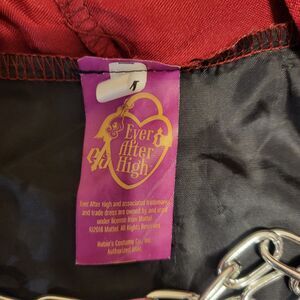 Ever
After
High
Ever After High and associated trademarks
and trade dress are owned by and used
under license from Mattel.
©2016 Mattel. All Rights Reserved.
Rubie's Costume Co., Inc.
Authorized User.